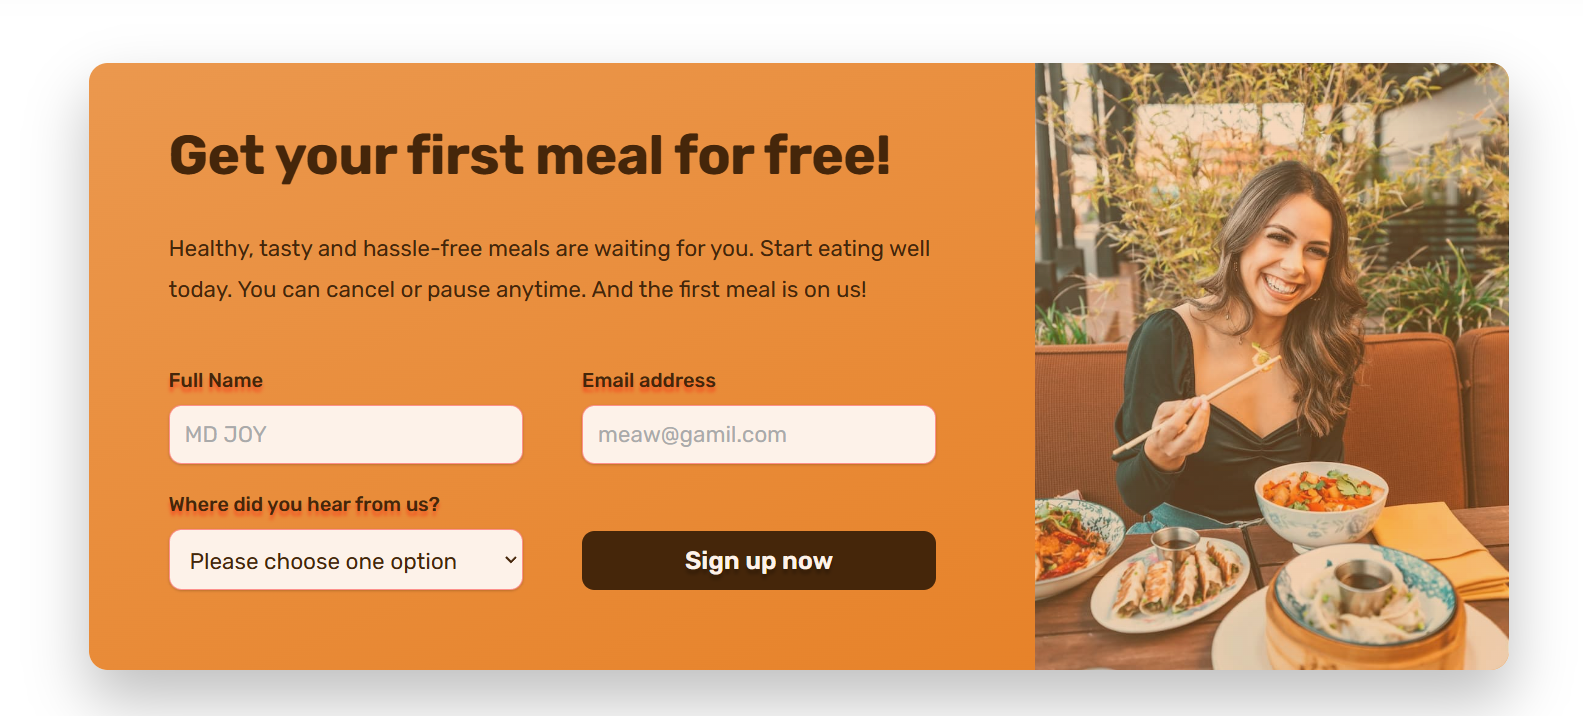 Get your first meal for free!
Healthy, tasty and hassle-free meals are waiting for you. Start eating well
today. You can cancel or pause anytime. And the first meal is on us!
Full Name
Email address
MD JOY
meaw@gamil.com
Where did you hear from us?
Please choose one option
Sign up now